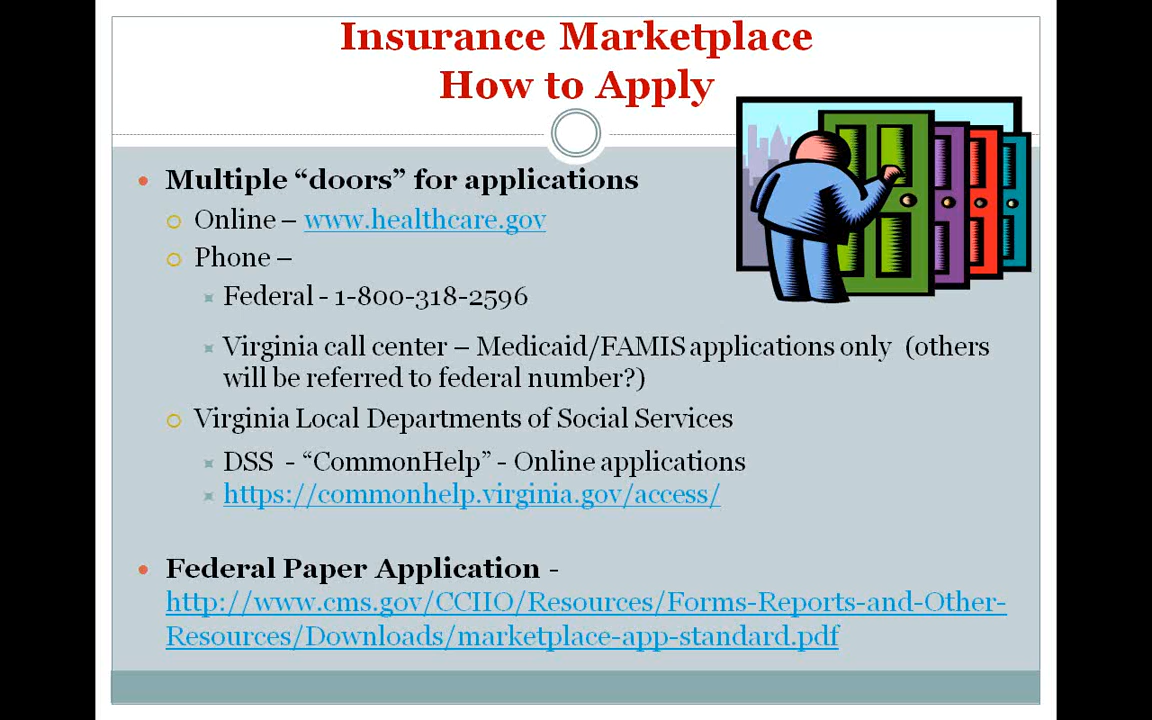 Insurance Marketplace
How to Apply
Multiple “doors” for applications
Online – www.healthcare.gov
Phone –
Federal - 1-800-318-2596
Virginia call center – Medicaid/FAMIS applications only (others
will be referred to federal number?)
Virginia Local Departments of Social Services
DSS - “CommonHelp” - Online applications
https://commonhelp.virginia.gov/access/
Federal Paper Application -
http://www.cms.gov/CCIIO/Resources/Forms-Reports-and-Other-
Resources/Downloads/marketplace-app-standard.pdf